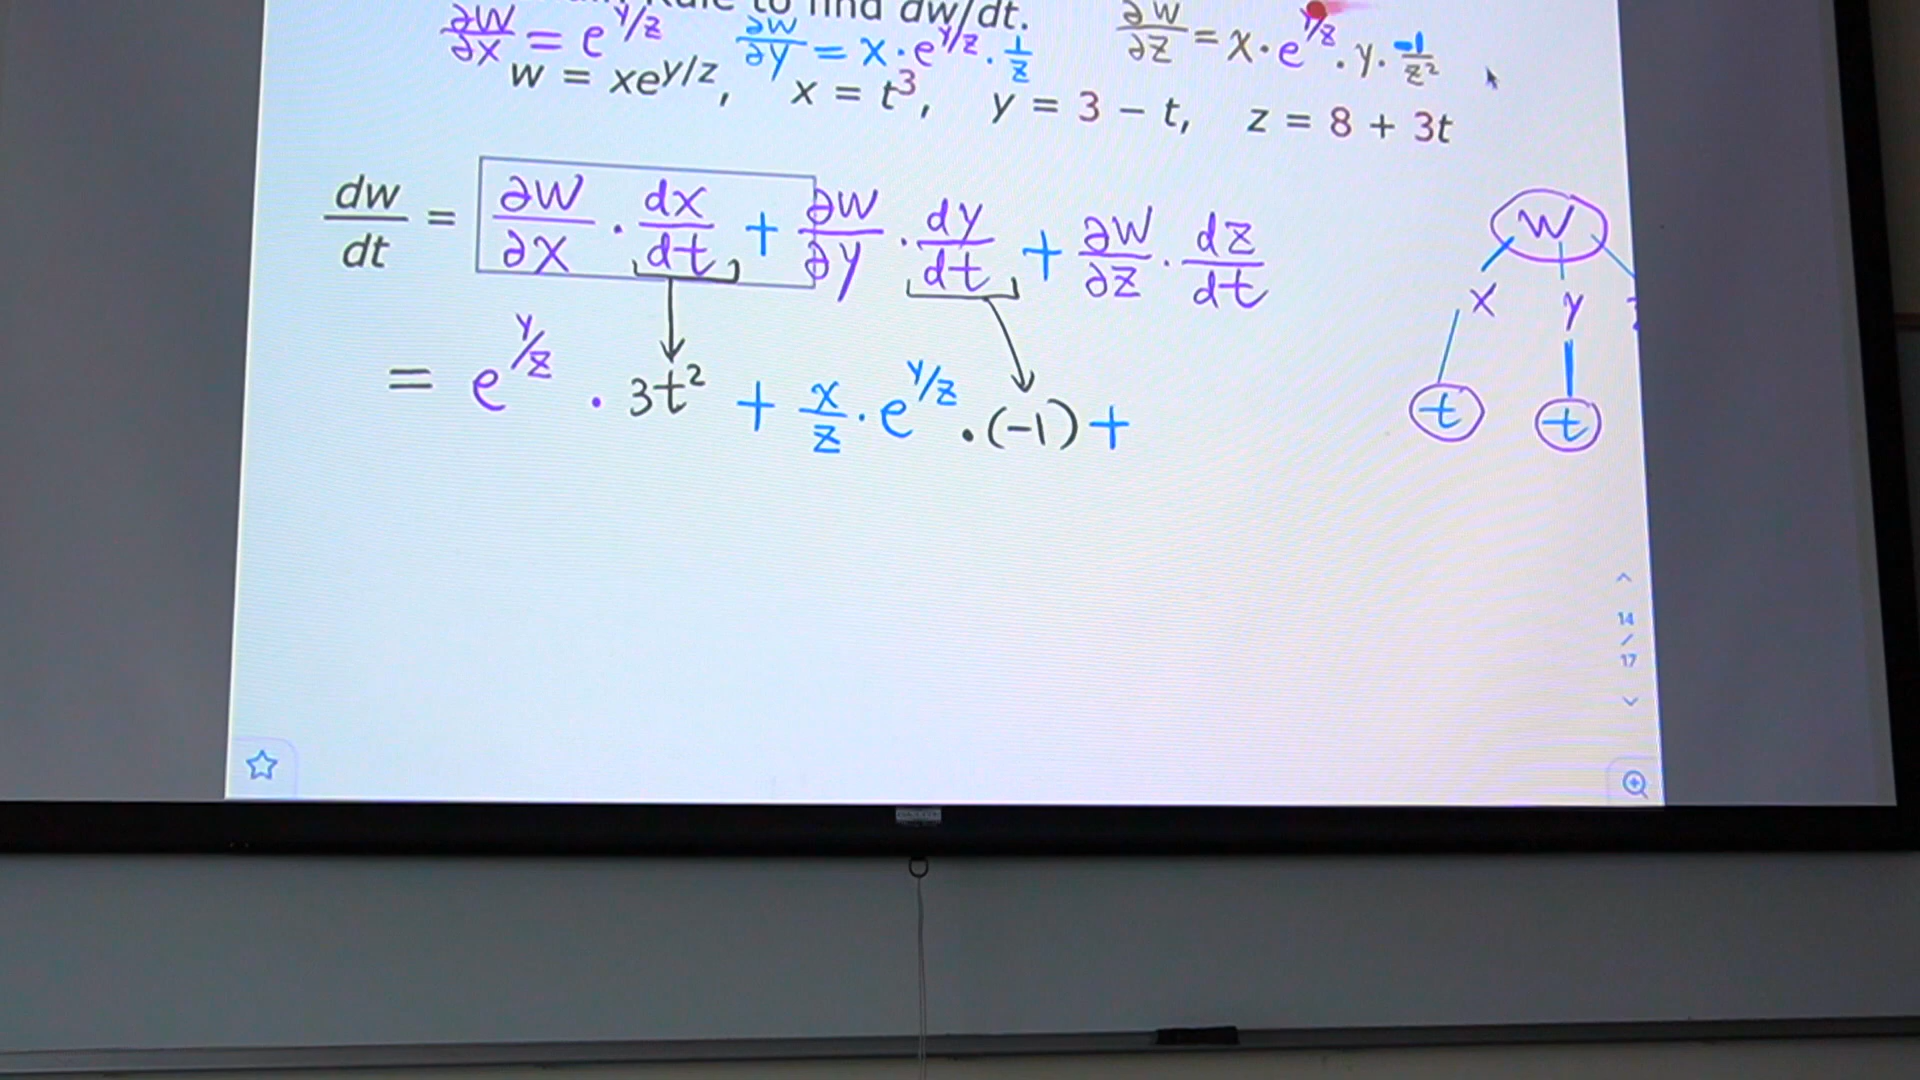 to find dw/dt.
∂w/∂x = e^{y/z}   ∂w/∂y = x · e^{y/z} · 1/z   ∂w/∂z = x · e^{y/z} · y · -1/z²
w = xe^{y/z},   x = t³,   y = 3 − t,   z = 8 + 3t
dw/dt = ∂w/∂x · dx/dt + ∂w/∂y · dy/dt + ∂w/∂z · dz/dt
= e^{y/z} · 3t² + x/z · e^{y/z} · (-1) +
w
x y
t t
14
/
17